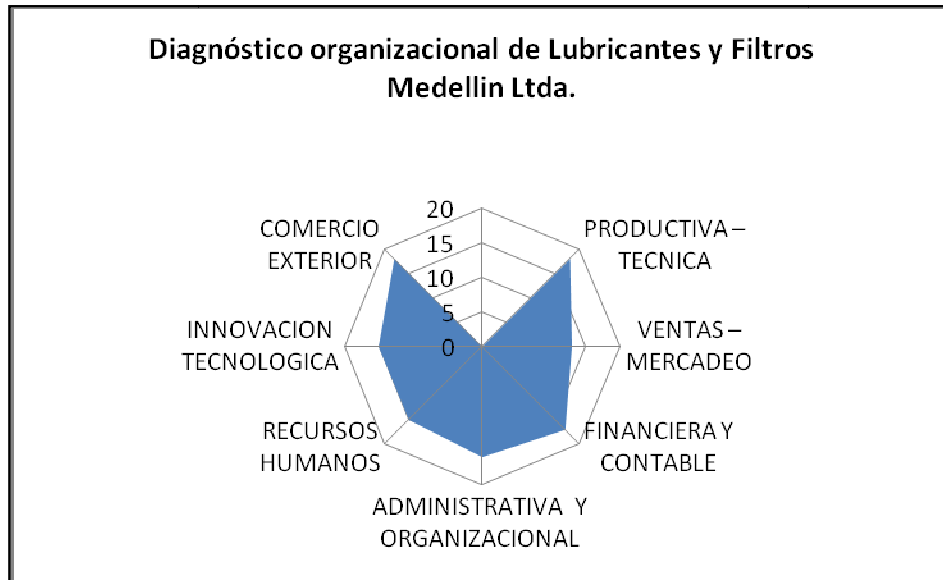 Diagnóstico organizacional de Lubricantes y Filtros
Medellin Ltda.
20
15
10
5
0
PRODUCTIVA –
TECNICA
VENTAS –
MERCADEO
FINANCIERA Y
CONTABLE
ADMINISTRATIVA Y
ORGANIZACIONAL
RECURSOS
HUMANOS
INNOVACION
TECNOLOGICA
COMERCIO
EXTERIOR